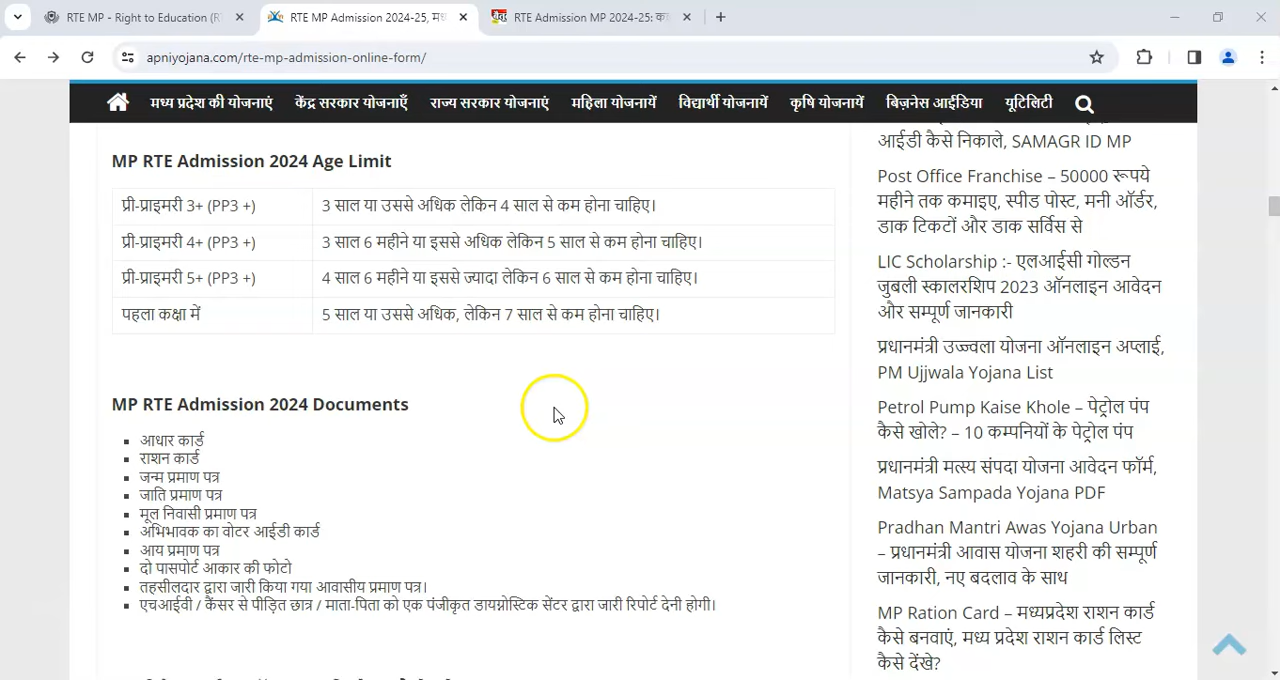 RTE MP - Right to Education (R
RTE MP Admission 2024-25, मध्
RTE Admission MP 2024-25:
apniyojana.com/rte-mp-admission-online-form/
मध्य प्रदेश की योजनाएं केंद्र सरकार योजनाएँ राज्य सरकार योजनाएं महिला योजनायें विद्यार्थी योजनायें कृषि योजनायें बिज़नेस आईडिया यूटिलिटी
MP RTE Admission 2024 Age Limit
प्री-प्राइमरी 3+ (PP3 +) 3 साल या उससे अधिक लेकिन 4 साल से कम होना चाहिए।
प्री-प्राइमरी 4+ (PP3 +) 3 साल 6 महीने या इससे अधिक लेकिन 5 साल से कम होना चाहिए।
प्री-प्राइमरी 5+ (PP3 +) 4 साल 6 महीने या इससे ज्यादा लेकिन 6 साल से कम होना चाहिए।
पहला कक्षा में 5 साल या उससे अधिक, लेकिन 7 साल से कम होना चाहिए।
MP RTE Admission 2024 Documents
आधार कार्ड
राशन कार्ड
जन्म प्रमाण पत्र
जाति प्रमाण पत्र
मूल निवासी प्रमाण पत्र
अभिभावक का वोटर आईडी कार्ड
आय प्रमाण पत्र
दो पासपोर्ट आकार की फोटो
तहसीलदार द्वारा जारी किया गया आवासीय प्रमाण पत्र।
एचआईवी / कैंसर से पीड़ित छात्र / माता-पिता को एक पंजीकृत डायग्नोस्टिक सेंटर द्वारा जारी रिपोर्ट देनी होगी।
आईडी कैसे निकाले, SAMAGR ID MP
Post Office Franchise – 50000 रूपये
महीने तक कमाइए, स्पीड पोस्ट, मनी ऑर्डर,
डाक टिकटों और डाक सर्विस से
LIC Scholarship :- एलआईसी गोल्डन
जुबली स्कालरशिप 2023 ऑनलाइन आवेदन
और सम्पूर्ण जानकारी
प्रधानमंत्री उज्ज्वला योजना ऑनलाइन अप्लाई,
PM Ujjwala Yojana List
Petrol Pump Kaise Khole – पेट्रोल पंप
कैसे खोले? – 10 कम्पनियों के पेट्रोल पंप
प्रधानमंत्री मत्स्य संपदा योजना आवेदन फॉर्म,
Matsya Sampada Yojana PDF
Pradhan Mantri Awas Yojana Urban
– प्रधानमंत्री आवास योजना शहरी की सम्पूर्ण
जानकारी, नए बदलाव के साथ
MP Ration Card – मध्यप्रदेश राशन कार्ड
कैसे बनवाएं, मध्य प्रदेश राशन कार्ड लिस्ट
कैसे देंखे?